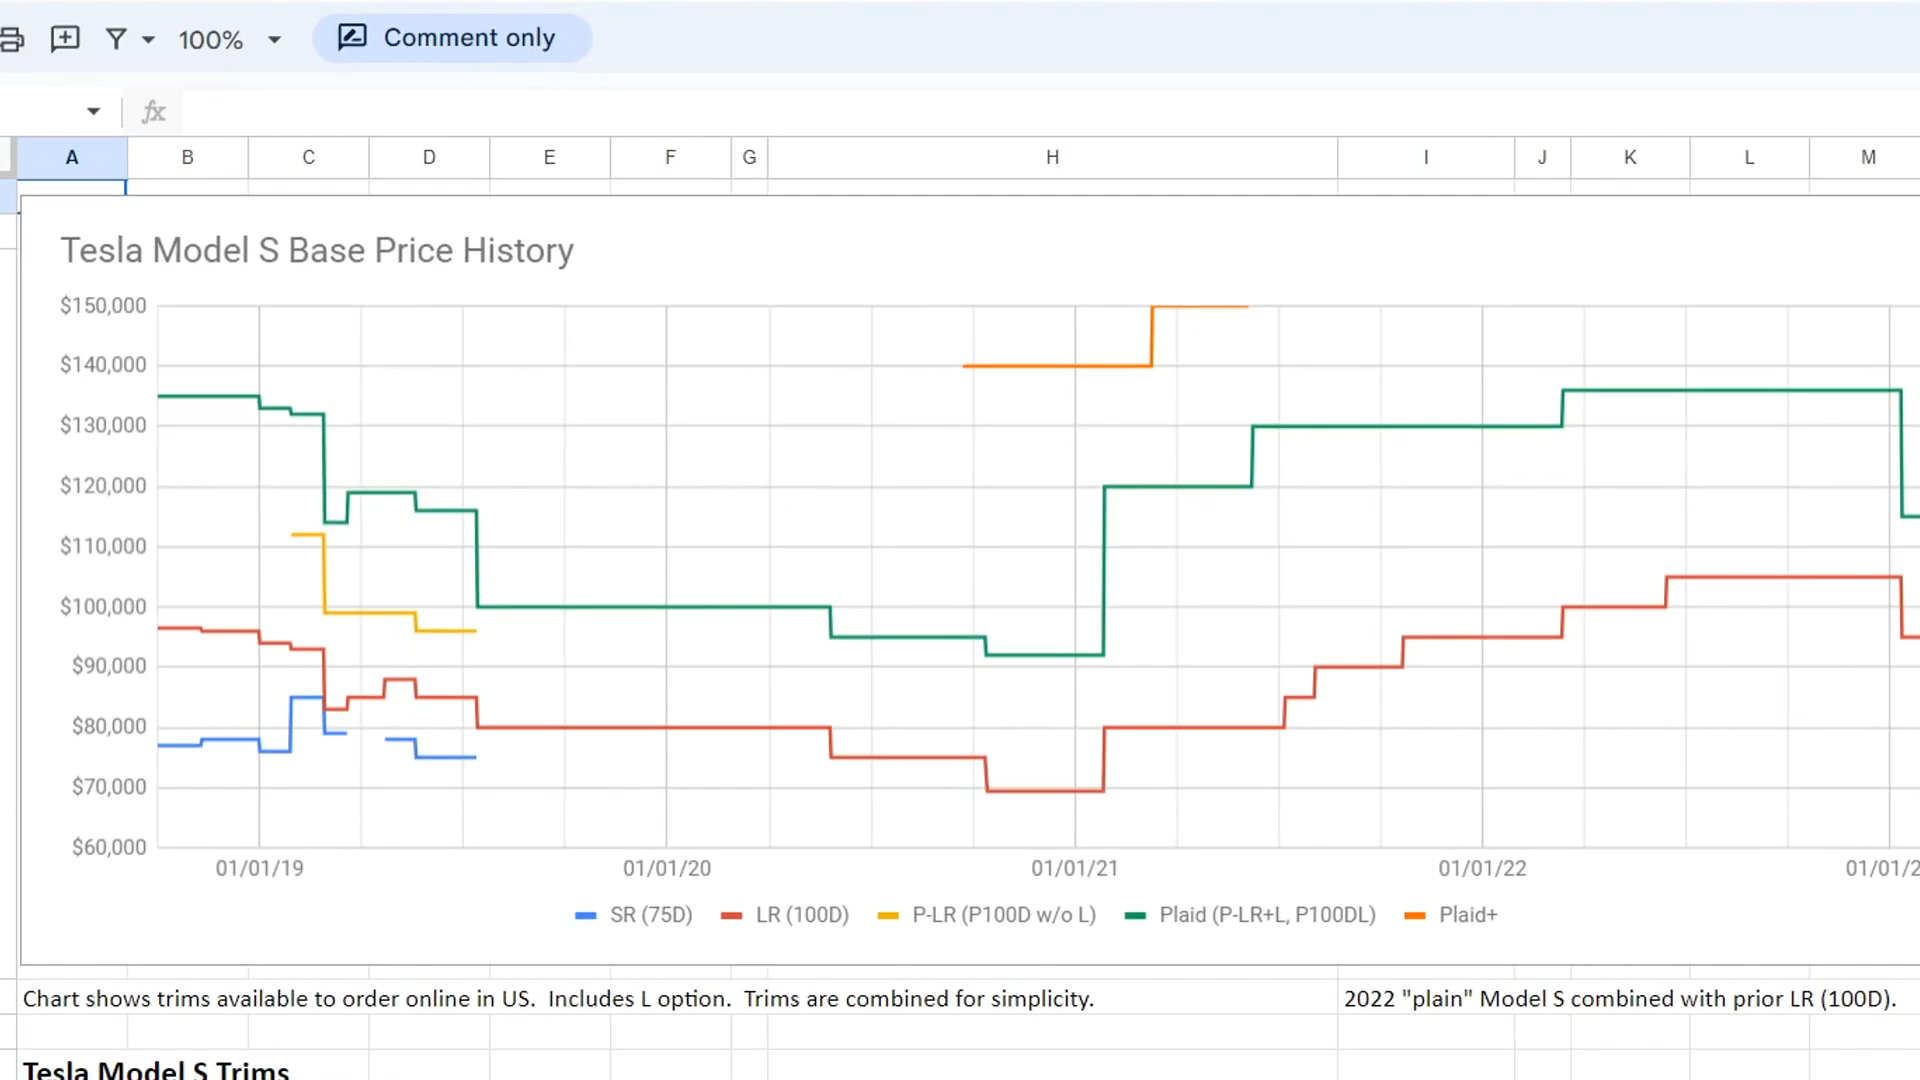 100%
Comment only
fx
A B C D E F G H I J K L M
Tesla Model S Base Price History
$150,000
$140,000
$130,000
$120,000
$110,000
$100,000
$90,000
$80,000
$70,000
$60,000
01/01/19 01/01/20 01/01/21 01/01/22 01/01/2
SR (75D) LR (100D) P-LR (P100D w/o L) Plaid (P-LR+L, P100DL) Plaid+
Chart shows trims available to order online in US. Includes L option. Trims are combined for simplicity. 2022 "plain" Model S combined with prior LR (100D).
Tesla Model S Trims